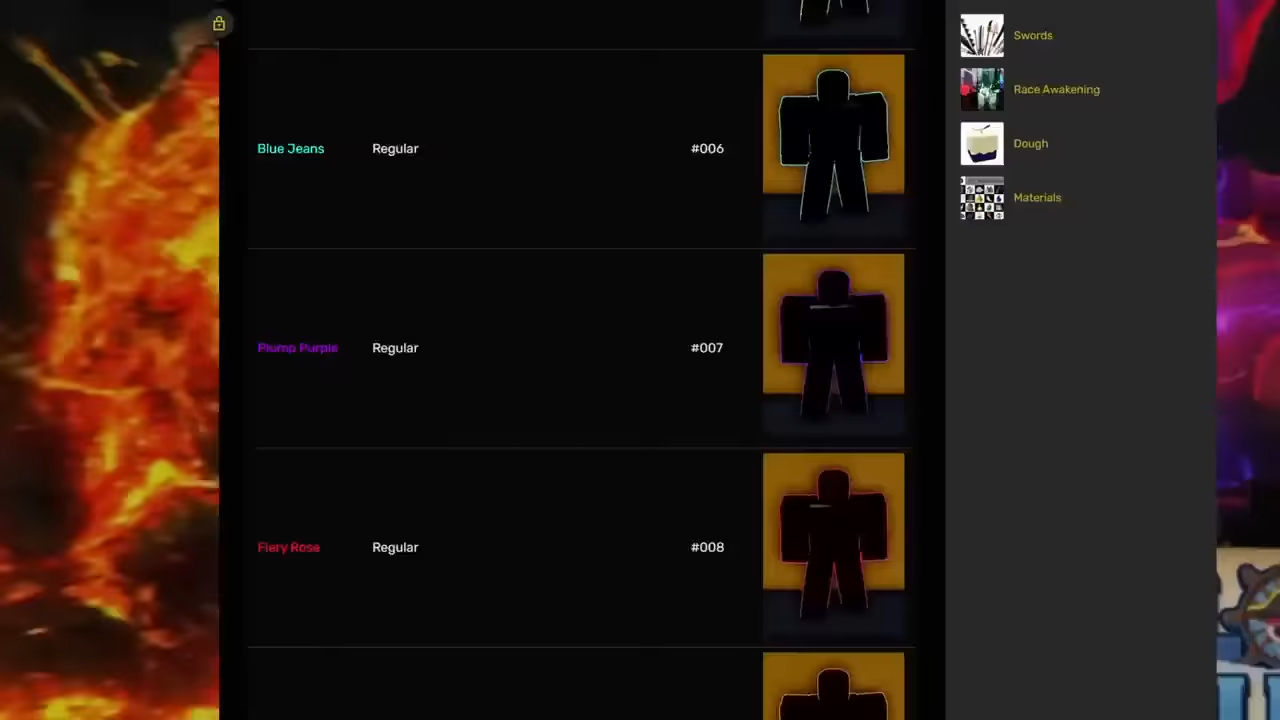 Blue Jeans Regular #006
Plump Purple Regular #007
Fiery Rose Regular #008
Swords
Race Awakening
Dough
Materials